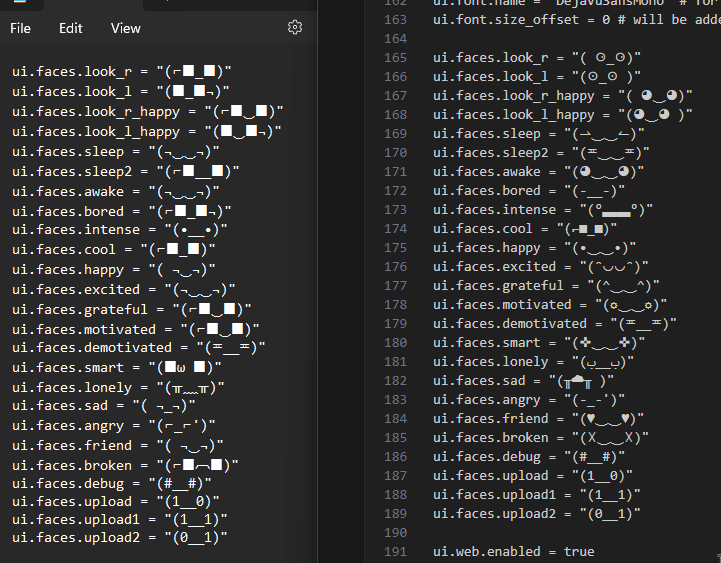 File Edit View
ui.faces.look_r = "(⌐■_■)"
ui.faces.look_l = "(■_■¬)"
ui.faces.look_r_happy = "(⌐■‿■)"
ui.faces.look_l_happy = "(■‿■¬)"
ui.faces.sleep = "(¬‿‿¬)"
ui.faces.sleep2 = "(⌐■__■)"
ui.faces.awake = "(¬‿‿¬)"
ui.faces.bored = "(⌐■_■¬)"
ui.faces.intense = "(•__•)"
ui.faces.cool = "(⌐■_■)"
ui.faces.happy = "( ¬‿¬)"
ui.faces.excited = "(¬‿‿¬)"
ui.faces.grateful = "(⌐■‿■)"
ui.faces.motivated = "(⌐■‿■)"
ui.faces.demotivated = "(≖__≖)"
ui.faces.smart = "(■ω ■)"
ui.faces.lonely = "(╥﹏╥)"
ui.faces.sad = "( ¬_¬)"
ui.faces.angry = "(⌐_⌐')"
ui.faces.friend = "( ¬‿¬)"
ui.faces.broken = "(⌐■︵■)"
ui.faces.debug = "(#__#)"
ui.faces.upload = "(1__0)"
ui.faces.upload1 = "(1__1)"
ui.faces.upload2 = "(0__1)"
163 ui.font.size_offset = 0 # will be adde
164
165 ui.faces.look_r = "( ⚆_⚆)"
166 ui.faces.look_l = "(☉_☉ )"
167 ui.faces.look_r_happy = "( ◕‿◕)"
168 ui.faces.look_l_happy = "(◕‿◕ )"
169 ui.faces.sleep = "(⇀‿‿↼)"
170 ui.faces.sleep2 = "(≖‿‿≖)"
171 ui.faces.awake = "(◕‿‿◕)"
172 ui.faces.bored = "(-__-)"
173 ui.faces.intense = "(°▃▃°)"
174 ui.faces.cool = "(⌐■_■)"
175 ui.faces.happy = "(•‿‿•)"
176 ui.faces.excited = "(ᵔ◡◡ᵔ)"
177 ui.faces.grateful = "(^‿‿^)"
178 ui.faces.motivated = "(☼‿‿☼)"
179 ui.faces.demotivated = "(≖__≖)"
180 ui.faces.smart = "(✜‿‿✜)"
181 ui.faces.lonely = "(ب__ب)"
182 ui.faces.sad = "(╥☁╥ )"
183 ui.faces.angry = "(-_-')"
184 ui.faces.friend = "(♥‿‿♥)"
185 ui.faces.broken = "(☓‿‿☓)"
186 ui.faces.debug = "(#__#)"
187 ui.faces.upload = "(1__0)"
188 ui.faces.upload1 = "(1__1)"
189 ui.faces.upload2 = "(0__1)"
190
191 ui.web.enabled = true